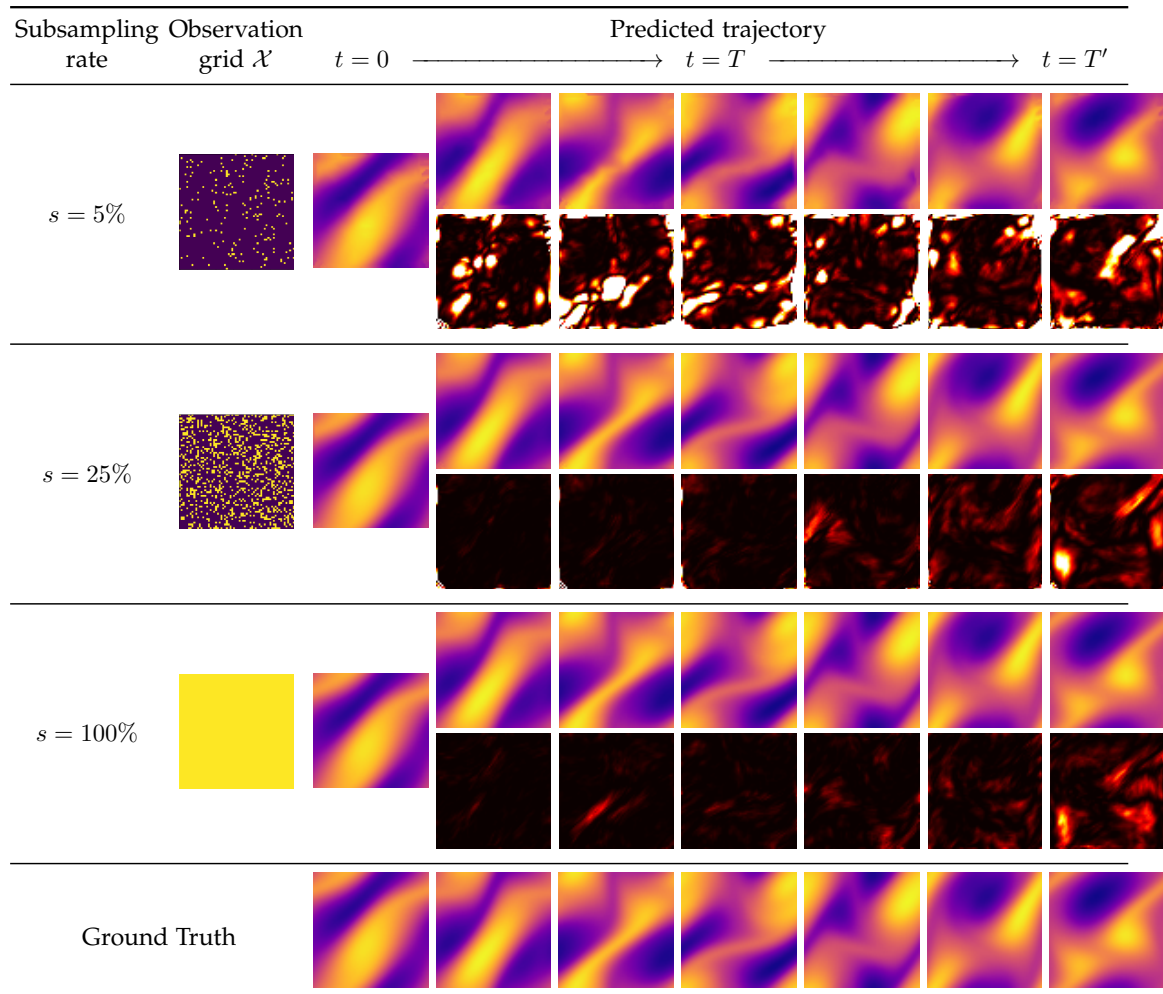 Subsampling Observation Predicted trajectory
rate grid 𝒳 t = 0 ⟶ t = T ⟶ t = T′
s = 5%
s = 25%
s = 100%
Ground Truth